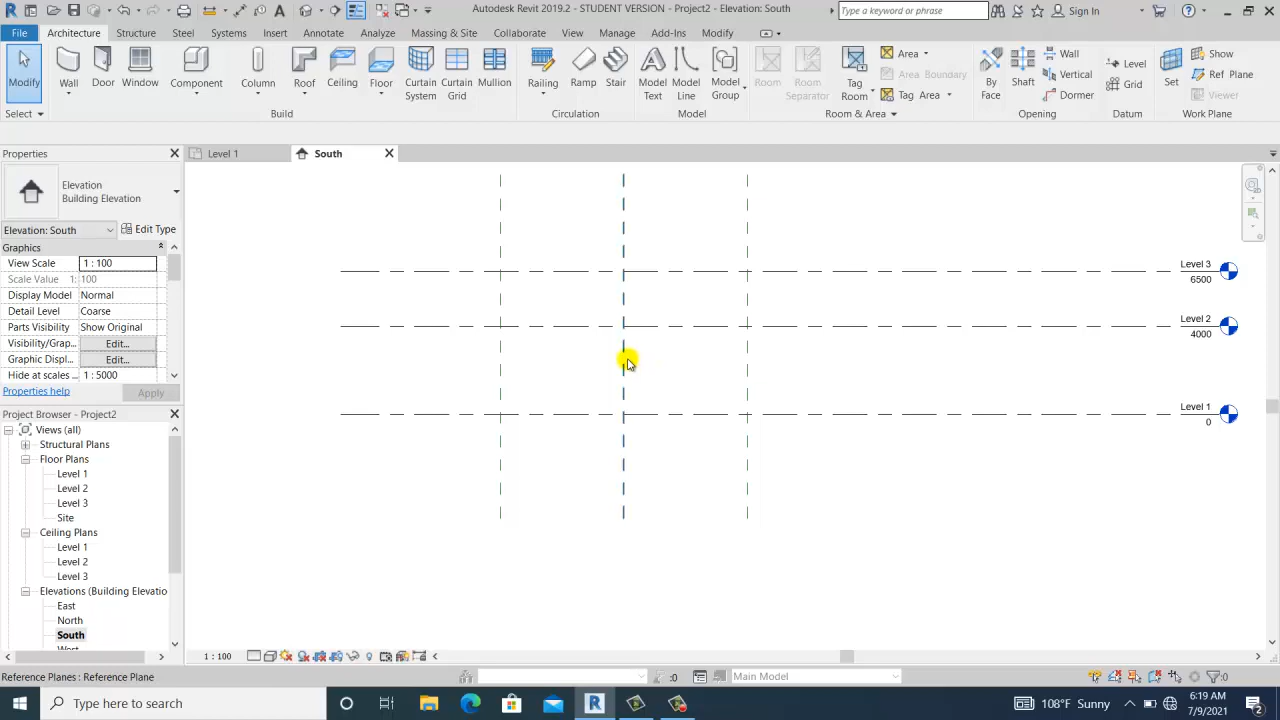 Autodesk Revit 2019.2 - STUDENT VERSION - Project2 - Elevation: South
Type a keyword or phrase
Sign In
File Architecture Structure Steel Systems Insert Annotate Analyze Massing & Site Collaborate View Manage Add-Ins Modify
Modify
Wall
Door
Window
Component
Column
Roof
Ceiling
Floor
Curtain System
Curtain Grid
Mullion
Railing
Ramp
Stair
Model Text
Model Line
Model Group
Room
Room Separator
Tag Room
Area
Area Boundary
Tag Area
By Face
Shaft
Wall
Vertical
Dormer
Level
Grid
Set
Show
Ref Plane
Viewer
Select
Build
Circulation
Model
Room & Area
Opening
Datum
Work Plane
Properties
Level 1
South
Elevation
Building Elevation
Elevation: South
Edit Type
Graphics
View Scale 1 : 100
Scale Value 1: 100
Display Model Normal
Detail Level Coarse
Parts Visibility Show Original
Visibility/Grap... Edit...
Graphic Displ... Edit...
Hide at scales ... 1 : 5000
Properties help
Apply
Project Browser - Project2
Views (all)
Structural Plans
Floor Plans
Level 1
Level 2
Level 3
Site
Ceiling Plans
Level 1
Level 2
Level 3
Elevations (Building Elevatio
East
North
South
West
Level 3
6500
Level 2
4000
Level 1
0
1 : 100
Reference Planes : Reference Plane
:0
Main Model
:0
Type here to search
108°F Sunny
6:19 AM
7/9/2021
2